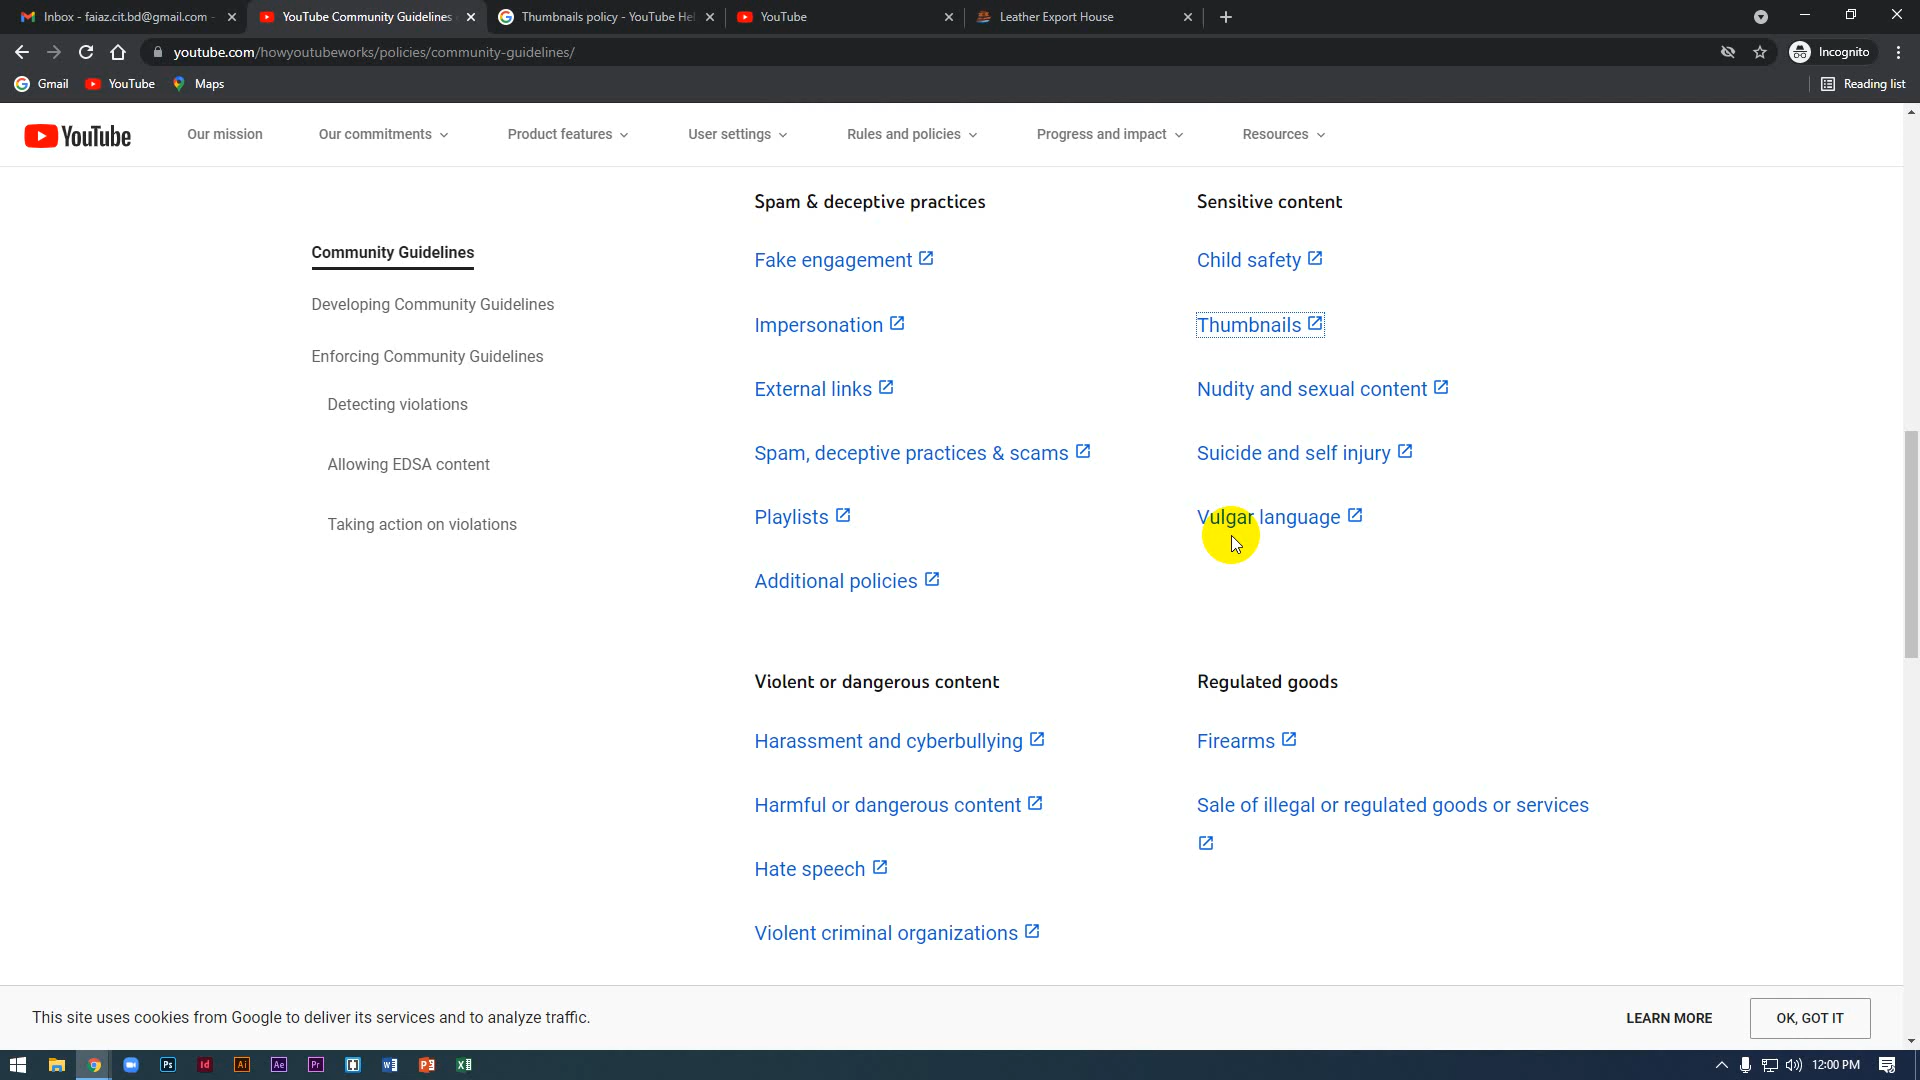 Inbox - faiaz.cit.bd@gmail.com -
YouTube Community Guidelines
Thumbnails policy - YouTube Hel
YouTube
Leather Export House
youtube.com/howyoutubeworks/policies/community-guidelines/
Incognito
Gmail
YouTube
Maps
Reading list
YouTube
Our mission
Our commitments
Product features
User settings
Rules and policies
Progress and impact
Resources
Community Guidelines
Developing Community Guidelines
Enforcing Community Guidelines
Detecting violations
Allowing EDSA content
Taking action on violations
Spam & deceptive practices
Fake engagement
Impersonation
External links
Spam, deceptive practices & scams
Playlists
Additional policies
Sensitive content
Child safety
Thumbnails
Nudity and sexual content
Suicide and self injury
Vulgar language
Violent or dangerous content
Harassment and cyberbullying
Harmful or dangerous content
Hate speech
Violent criminal organizations
Regulated goods
Firearms
Sale of illegal or regulated goods or services
This site uses cookies from Google to deliver its services and to analyze traffic.
LEARN MORE
OK, GOT IT
Ps
Id
Ai
Ae
Pr
12:00 PM